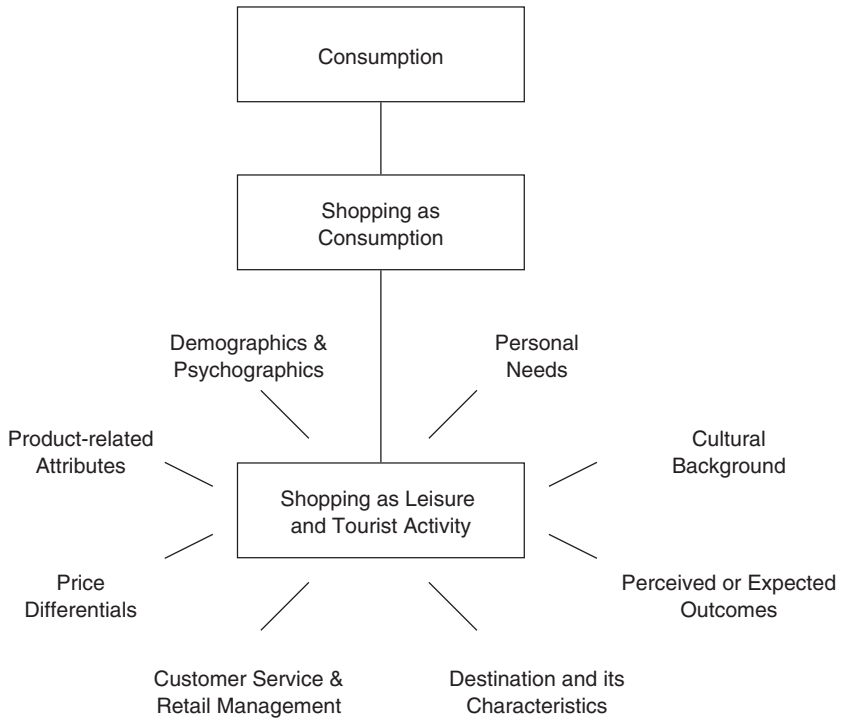 Consumption
Shopping as
Consumption
Demographics &
Psychographics
Personal
Needs
Product-related
Attributes
Cultural
Background
Shopping as Leisure
and Tourist Activity
Price
Differentials
Perceived or Expected
Outcomes
Customer Service &
Retail Management
Destination and its
Characteristics